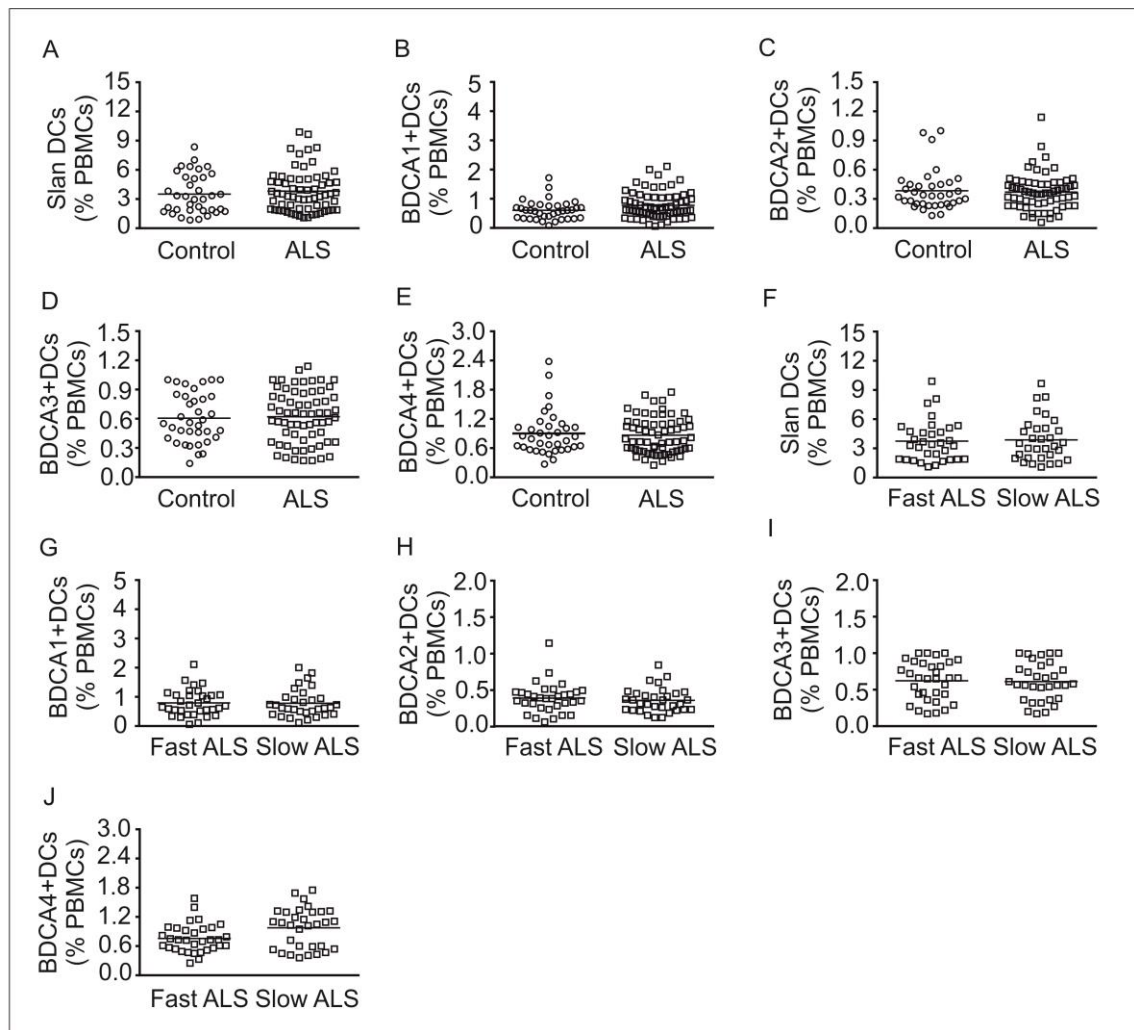 A
Slan DCs
(% PBMCs)
15
12
9
6
3
0
Control
ALS
B
BDCA1+DCs
(% PBMCs)
5
4
3
2
1
0
Control
ALS
C
BDCA2+DCs
(% PBMCs)
1.5
1.2
0.9
0.6
0.3
0.0
Control
ALS
D
BDCA3+DCs
(% PBMCs)
1.5
1.2
0.9
0.6
0.3
0.0
Control
ALS
E
BDCA4+DCs
(% PBMCs)
3.0
2.4
1.8
1.2
0.6
0.0
Control
ALS
F
Slan DCs
(% PBMCs)
15
12
9
6
3
0
Fast ALS
Slow ALS
G
BDCA1+DCs
(% PBMCs)
5
4
3
2
1
0
Fast ALS
Slow ALS
H
BDCA2+DCs
(% PBMCs)
2.0
1.5
1.0
0.5
0.0
Fast ALS
Slow ALS
I
BDCA3+DCs
(% PBMCs)
2.0
1.5
1.0
0.5
0.0
Fast ALS
Slow ALS
J
BDCA4+DCs
(% PBMCs)
3.0
2.4
1.8
1.2
0.6
0.0
Fast ALS
Slow ALS